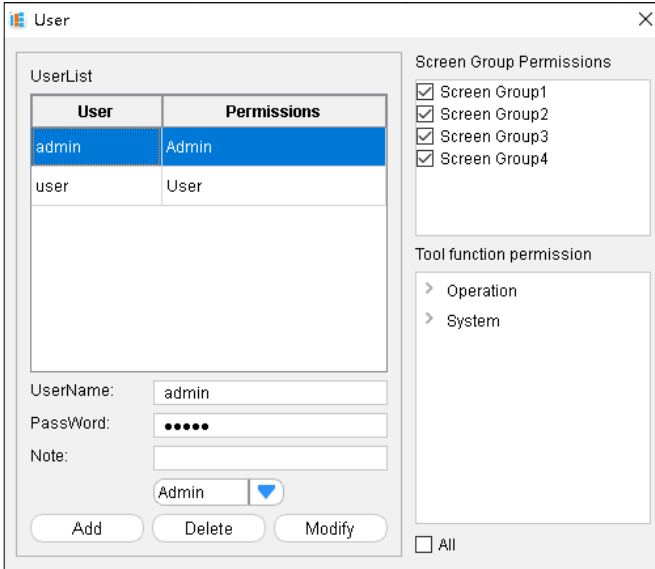 User
UserList
User Permissions
admin Admin
user User
UserName: admin
PassWord: •••••
Note:
Admin
Add Delete Modify
Screen Group Permissions
Screen Group1
Screen Group2
Screen Group3
Screen Group4
Tool function permission
Operation
System
All